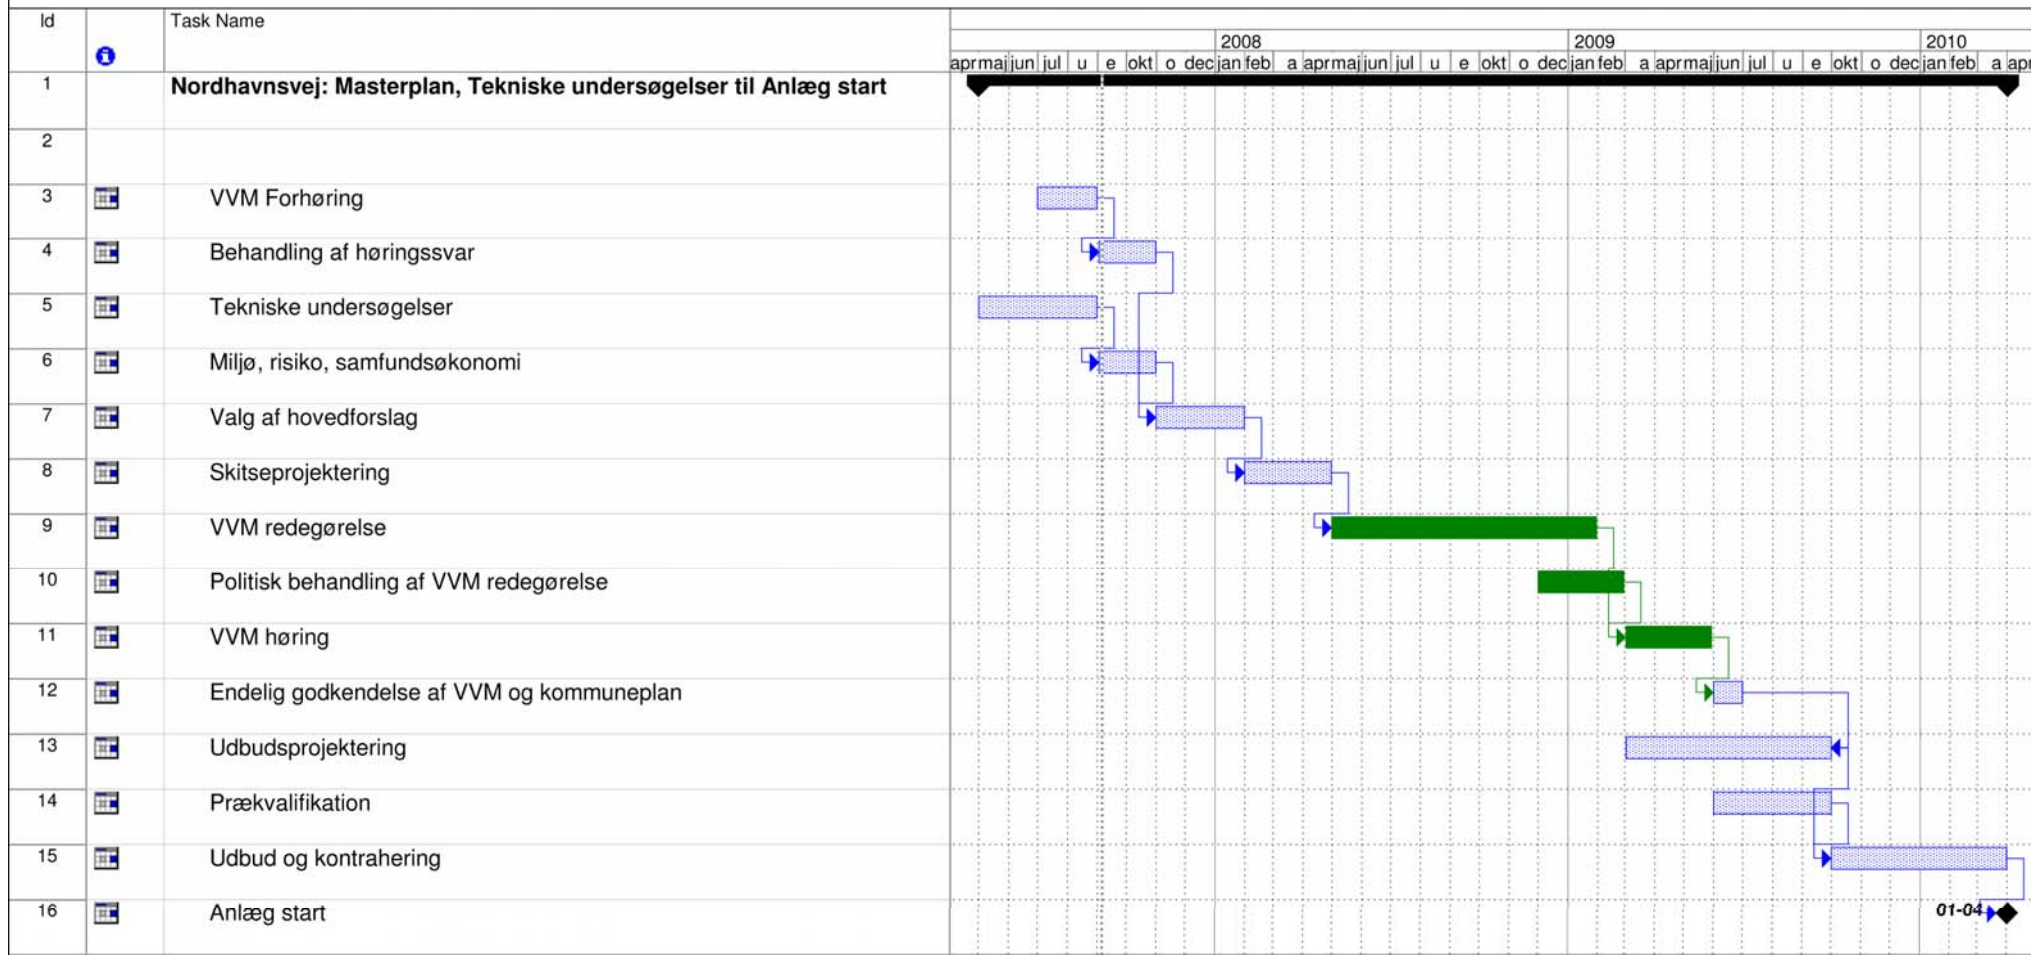 Id Task Name
2008 2009 2010
apr maj jun jul u e okt o dec jan feb a apr maj jun jul u e okt o dec jan feb a apr maj jun jul u e okt o dec jan feb a apr
1 Nordhavnsvej: Masterplan, Tekniske undersøgelser til Anlæg start
2
3 VVM Forhøring
4 Behandling af høringssvar
5 Tekniske undersøgelser
6 Miljø, risiko, samfundsøkonomi
7 Valg af hovedforslag
8 Skitseprojektering
9 VVM redegørelse
10 Politisk behandling af VVM redegørelse
11 VVM høring
12 Endelig godkendelse af VVM og kommuneplan
13 Udbudsprojektering
14 Prækvalifikation
15 Udbud og kontrahering
16 Anlæg start 01-04